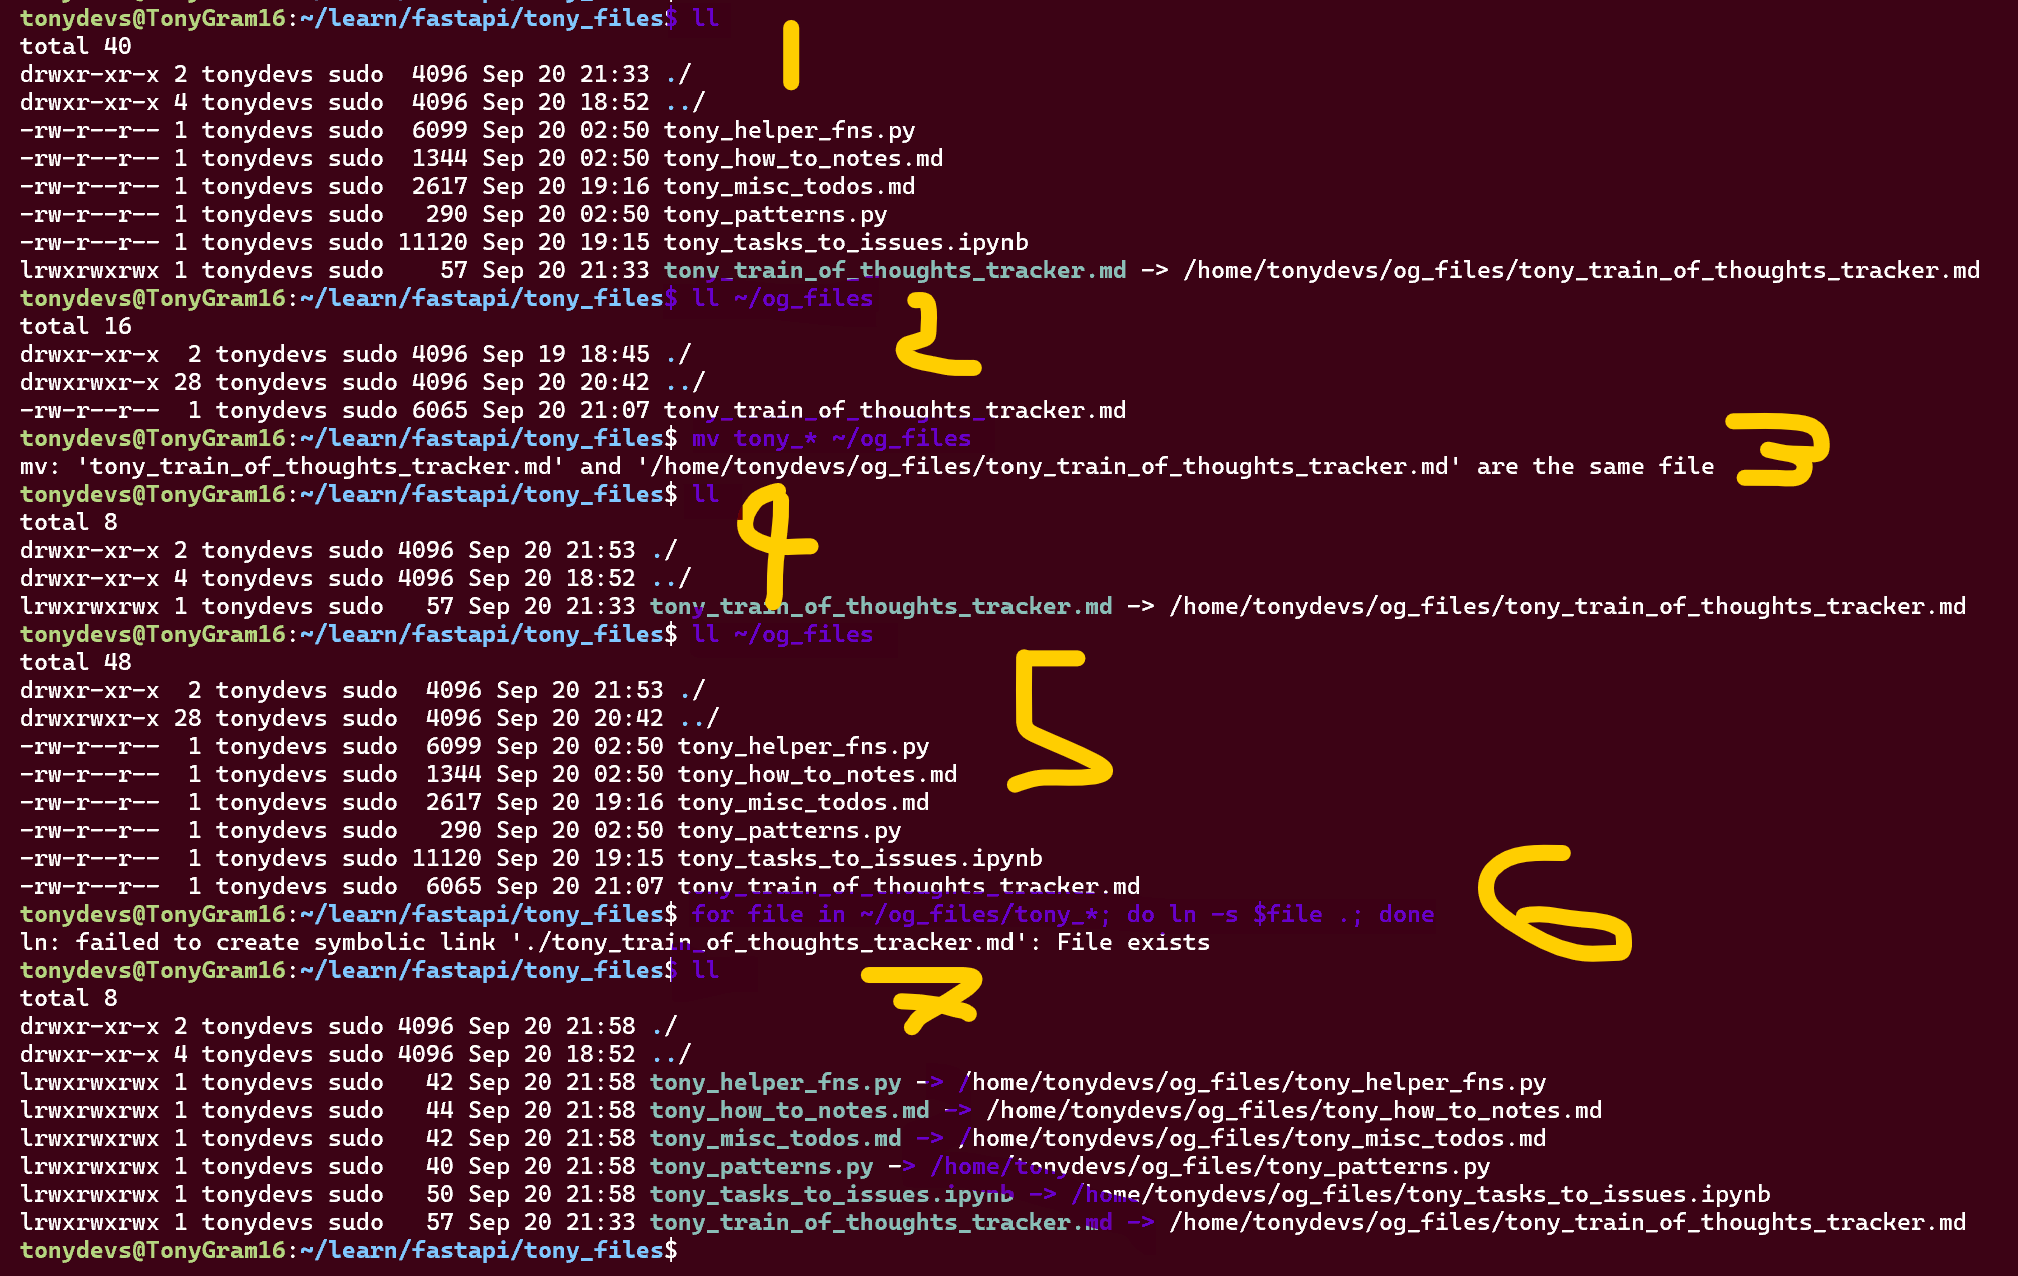 tonydevs@TonyGram16:~/learn/fastapi/tony_files$ ll
total 40
drwxr-xr-x 2 tonydevs sudo  4096 Sep 20 21:33 ./
drwxr-xr-x 4 tonydevs sudo  4096 Sep 20 18:52 ../
-rw-r--r-- 1 tonydevs sudo  6099 Sep 20 02:50 tony_helper_fns.py
-rw-r--r-- 1 tonydevs sudo  1344 Sep 20 02:50 tony_how_to_notes.md
-rw-r--r-- 1 tonydevs sudo  2617 Sep 20 19:16 tony_misc_todos.md
-rw-r--r-- 1 tonydevs sudo   290 Sep 20 02:50 tony_patterns.py
-rw-r--r-- 1 tonydevs sudo 11120 Sep 20 19:15 tony_tasks_to_issues.ipynb
lrwxrwxrwx 1 tonydevs sudo    57 Sep 20 21:33 tony_train_of_thoughts_tracker.md -> /home/tonydevs/og_files/tony_train_of_thoughts_tracker.md
1
tonydevs@TonyGram16:~/learn/fastapi/tony_files$ ll ~/og_files
total 16
drwxr-xr-x  2 tonydevs sudo 4096 Sep 19 18:45 ./
drwxrwxr-x 28 tonydevs sudo 4096 Sep 20 20:42 ../
-rw-r--r--  1 tonydevs sudo 6065 Sep 20 21:07 tony_train_of_thoughts_tracker.md
2
tonydevs@TonyGram16:~/learn/fastapi/tony_files$ mv tony_* ~/og_files
mv: 'tony_train_of_thoughts_tracker.md' and '/home/tonydevs/og_files/tony_train_of_thoughts_tracker.md' are the same file
3
tonydevs@TonyGram16:~/learn/fastapi/tony_files$ ll
total 8
drwxr-xr-x 2 tonydevs sudo 4096 Sep 20 21:53 ./
drwxr-xr-x 4 tonydevs sudo 4096 Sep 20 18:52 ../
lrwxrwxrwx 1 tonydevs sudo   57 Sep 20 21:33 tony_train_of_thoughts_tracker.md -> /home/tonydevs/og_files/tony_train_of_thoughts_tracker.md
4
tonydevs@TonyGram16:~/learn/fastapi/tony_files$ ll ~/og_files
total 48
drwxr-xr-x  2 tonydevs sudo  4096 Sep 20 21:53 ./
drwxrwxr-x 28 tonydevs sudo  4096 Sep 20 20:42 ../
-rw-r--r--  1 tonydevs sudo  6099 Sep 20 02:50 tony_helper_fns.py
-rw-r--r--  1 tonydevs sudo  1344 Sep 20 02:50 tony_how_to_notes.md
-rw-r--r--  1 tonydevs sudo  2617 Sep 20 19:16 tony_misc_todos.md
-rw-r--r--  1 tonydevs sudo   290 Sep 20 02:50 tony_patterns.py
-rw-r--r--  1 tonydevs sudo 11120 Sep 20 19:15 tony_tasks_to_issues.ipynb
-rw-r--r--  1 tonydevs sudo  6065 Sep 20 21:07 tony_train_of_thoughts_tracker.md
5
tonydevs@TonyGram16:~/learn/fastapi/tony_files$ for file in ~/og_files/tony_*; do ln -s $file .; done
ln: failed to create symbolic link './tony_train_of_thoughts_tracker.md': File exists
6
tonydevs@TonyGram16:~/learn/fastapi/tony_files$ ll
total 8
drwxr-xr-x 2 tonydevs sudo 4096 Sep 20 21:58 ./
drwxr-xr-x 4 tonydevs sudo 4096 Sep 20 18:52 ../
7
lrwxrwxrwx 1 tonydevs sudo   42 Sep 20 21:58 tony_helper_fns.py -> /home/tonydevs/og_files/tony_helper_fns.py
lrwxrwxrwx 1 tonydevs sudo   44 Sep 20 21:58 tony_how_to_notes.md -> /home/tonydevs/og_files/tony_how_to_notes.md
lrwxrwxrwx 1 tonydevs sudo   42 Sep 20 21:58 tony_misc_todos.md -> /home/tonydevs/og_files/tony_misc_todos.md
lrwxrwxrwx 1 tonydevs sudo   40 Sep 20 21:58 tony_patterns.py -> /home/tonydevs/og_files/tony_patterns.py
lrwxrwxrwx 1 tonydevs sudo   50 Sep 20 21:58 tony_tasks_to_issues.ipynb -> /home/tonydevs/og_files/tony_tasks_to_issues.ipynb
lrwxrwxrwx 1 tonydevs sudo   57 Sep 20 21:33 tony_train_of_thoughts_tracker.md -> /home/tonydevs/og_files/tony_train_of_thoughts_tracker.md
tonydevs@TonyGram16:~/learn/fastapi/tony_files$